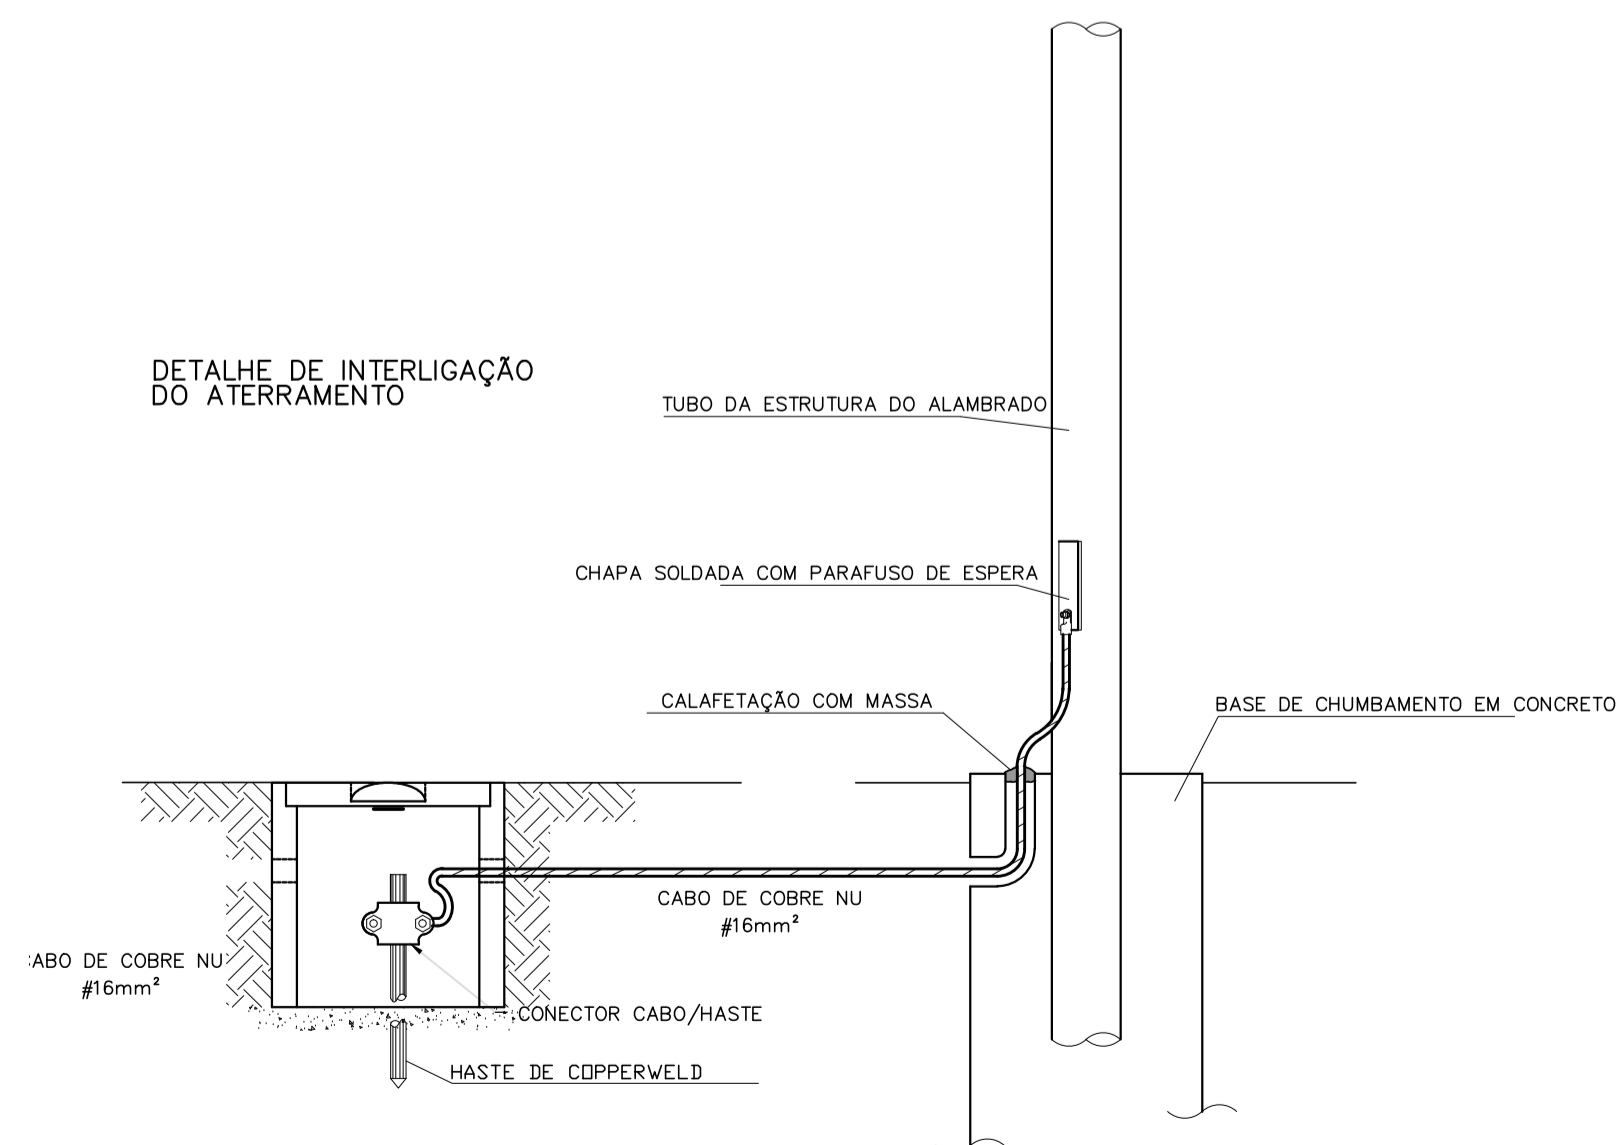 DETALHE DE INTERLIGAÇÃO
DO ATERRAMENTO
TUBO DA ESTRUTURA DO ALAMBRADO
CHAPA SOLDADA COM PARAFUSO DE ESPERA
CALAFETAÇÃO COM MASSA
BASE DE CHUMBAMENTO EM CONCRETO
CABO DE COBRE NU
#16mm²
ABO DE COBRE NU
#16mm²
CONECTOR CABO/HASTE
HASTE DE COPPERWELD